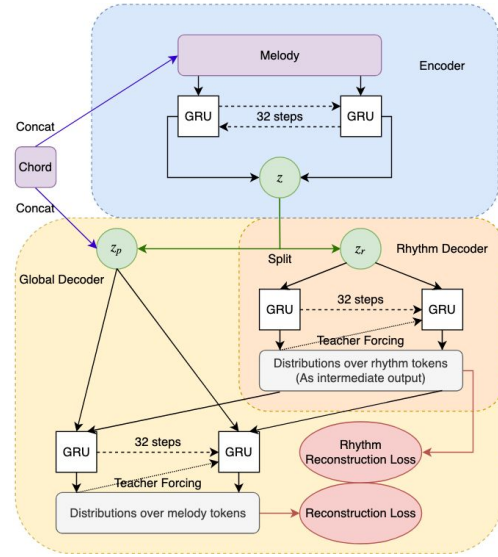 Melody
Encoder
GRU
32 steps
GRU
Concat
Chord
Concat
z
z_p
Split
z_r
Rhythm Decoder
Global Decoder
GRU
32 steps
GRU
Teacher Forcing
Distributions over rhythm tokens
(As intermediate output)
GRU
32 steps
GRU
Teacher Forcing
Rhythm
Reconstruction Loss
Distributions over melody tokens
Reconstruction Loss